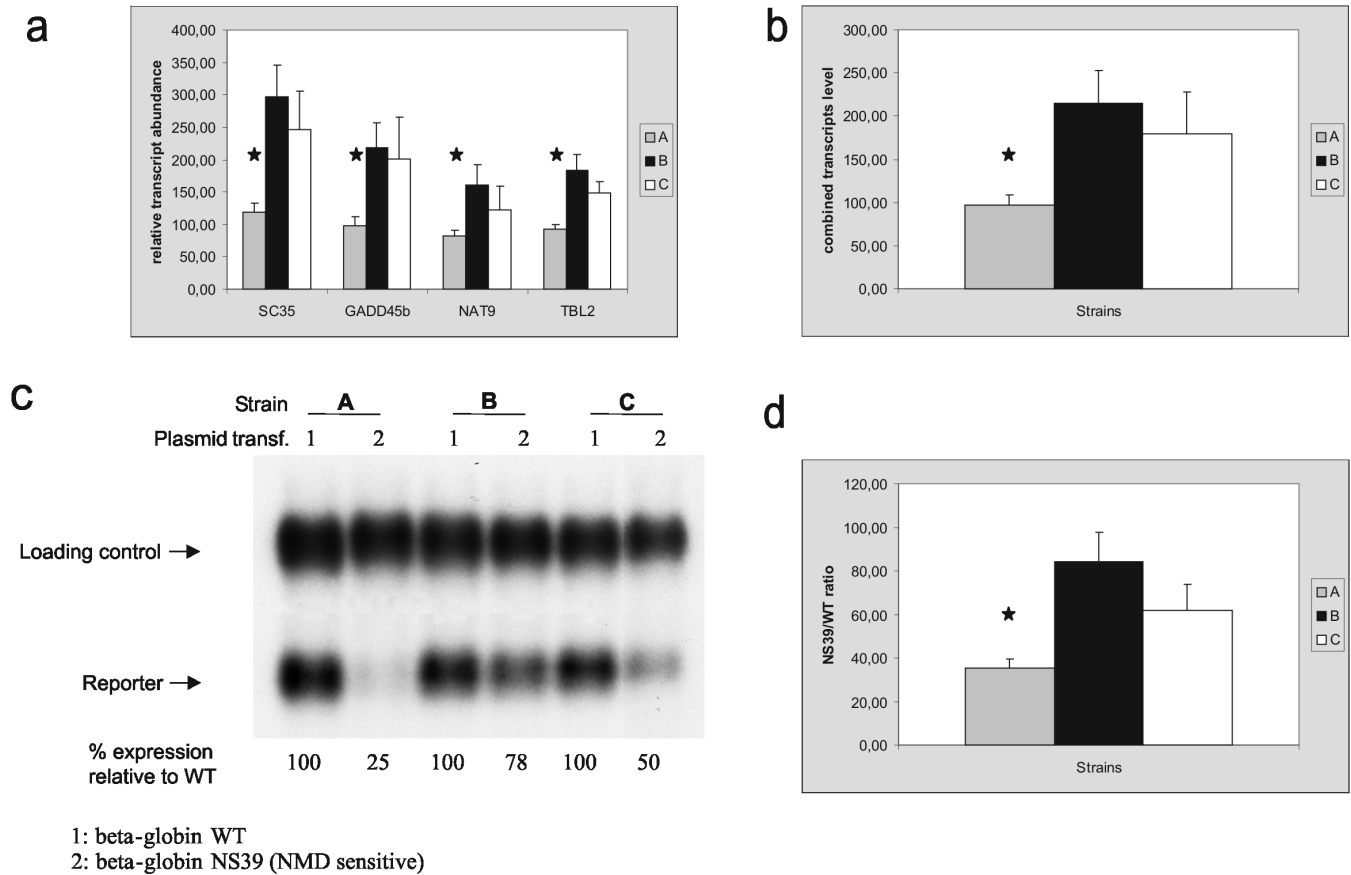 a
relative transcript abundance
400,00
350,00
300,00
250,00
200,00
150,00
100,00
50,00
0,00
SC35 GADD45b NAT9 TBL2
A
B
C
b
combined transcripts level
300,00
250,00
200,00
150,00
100,00
50,00
0,00
Strains
A
B
C
c
Strain A B C
Plasmid transf. 1 2 1 2 1 2
Loading control
Reporter
% expression
relative to WT
100 25 100 78 100 50
1: beta-globin WT
2: beta-globin NS39 (NMD sensitive)
d
NS39/WT ratio
120,00
100,00
80,00
60,00
40,00
20,00
0,00
Strains
A
B
C